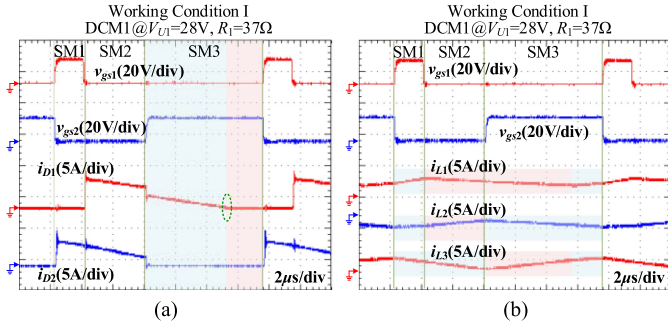 Working Condition I
DCM1@VU1=28V, R1=37Ω
SM1 SM2 SM3
vgs1(20V/div)
vgs2(20V/div)
iD1(5A/div)
iD2(5A/div)
2μs/div
(a)
Working Condition I
DCM1@VU1=28V, R1=37Ω
SM1 SM2 SM3
vgs1(20V/div)
vgs2(20V/div)
iL1(5A/div)
iL2(5A/div)
iL3(5A/div)
2μs/div
(b)